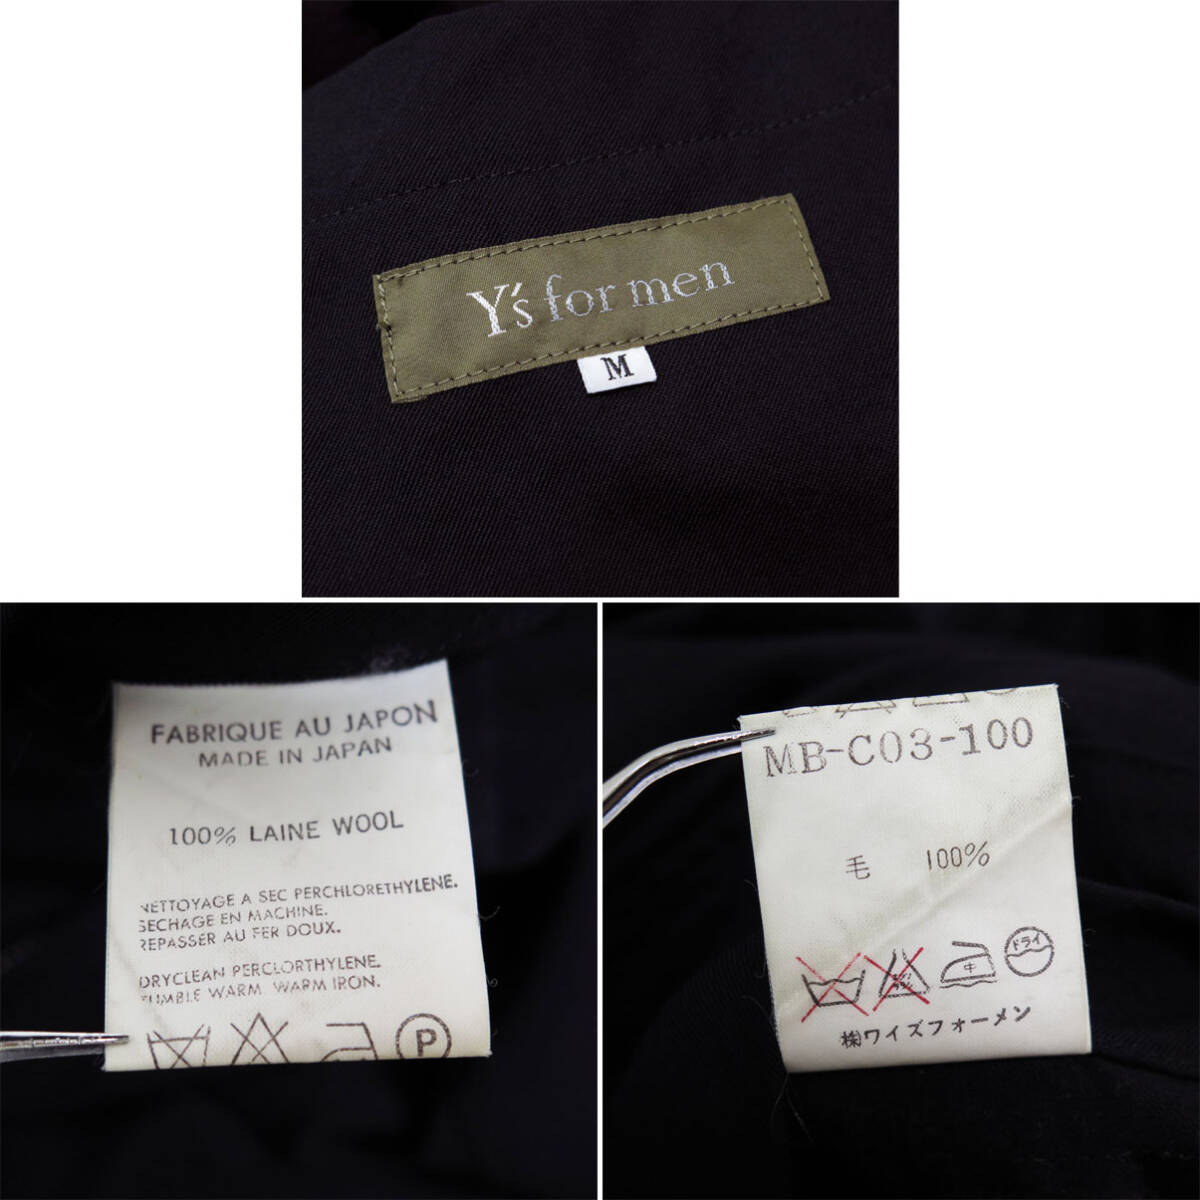 Y's for men
M
FABRIQUE AU JAPON
MADE IN JAPAN
100% LAINE WOOL
NETTOYAGE A SEC PERCHLORETHYLENE.
SECHAGE EN MACHINE.
REPASSER AU FER DOUX.
DRYCLEAN PERCLORTHYLENE.
TUMBLE WARM WARM IRON.
P
MB-C03-100
毛 100%
中
ドライ
㈱ワイズフォーメン